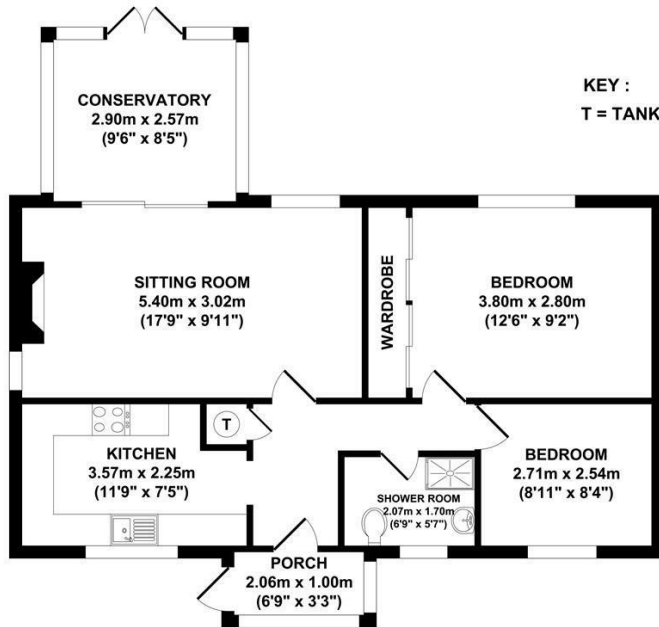 CONSERVATORY
2.90m x 2.57m
(9'6" x 8'5")
KEY :
T = TANK
SITTING ROOM
5.40m x 3.02m
(17'9" x 9'11")
WARDROBE
BEDROOM
3.80m x 2.80m
(12'6" x 9'2")
T
KITCHEN
3.57m x 2.25m
(11'9" x 7'5")
SHOWER ROOM
2.07m x 1.70m
(6'9" x 5'7")
BEDROOM
2.71m x 2.54m
(8'11" x 8'4")
PORCH
2.06m x 1.00m
(6'9" x 3'3")